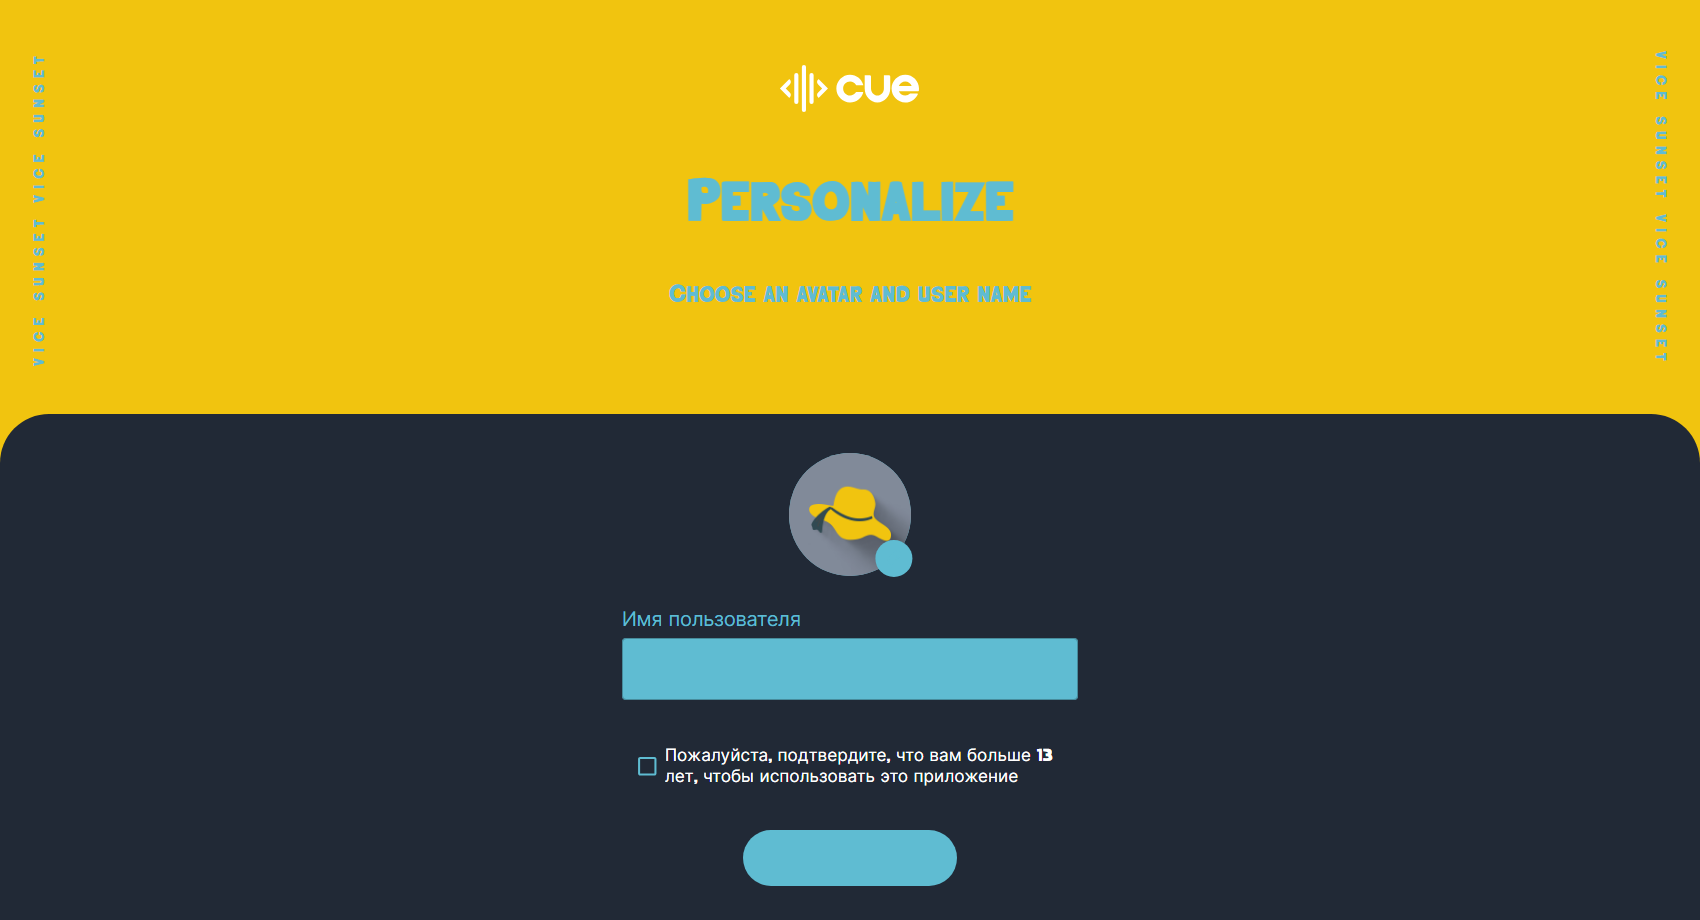 cue
PERSONALIZE
CHOOSE AN AVATAR AND USER NAME
VICE SUNSET VICE SUNSET
VICE SUNSET VICE SUNSET
Имя пользователя
Пожалуйста, подтвердите, что вам больше 13
лет, чтобы использовать это приложение